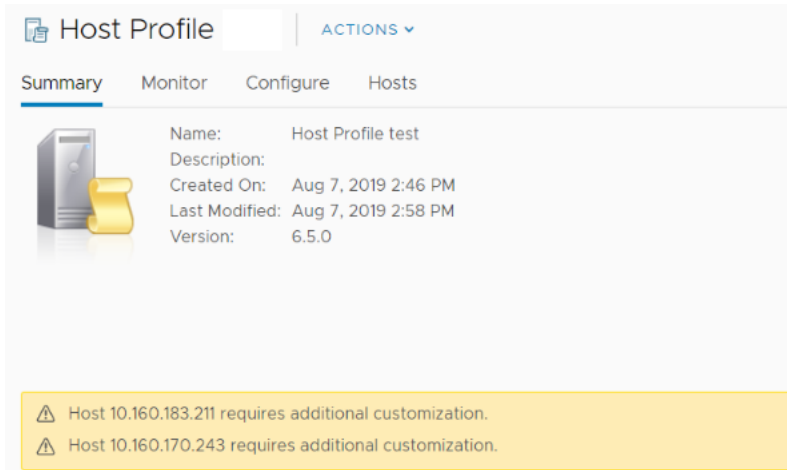 Host Profile
ACTIONS
Summary Monitor Configure Hosts
Name: Host Profile test
Description:
Created On: Aug 7, 2019 2:46 PM
Last Modified: Aug 7, 2019 2:58 PM
Version: 6.5.0
Host 10.160.183.211 requires additional customization.
Host 10.160.170.243 requires additional customization.